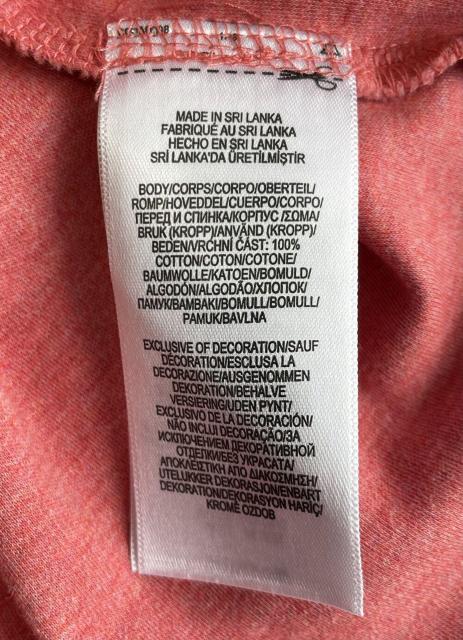 MADE IN SRI LANKA
FABRIQUÉ AU SRI LANKA
HECHO EN SRI LANKA
SRİ LANKA'DA ÜRETİLMİŞTİR
BODY/CORPS/CORPO/OBERTEIL/
ROMP/HOVEDDEL/CUERPO/CORPO/
ПЕРЕД И СПИНКА/КОРПУС /ΣΩΜΑ/
BRUK (KROPP)/ANVÄND (KROPP)/
BEDEN/VRCHNÍ ČÁST: 100%
COTTON/COTON/COTONE/
BAUMWOLLE/KATOEN/BOMULD/
ALGODÓN/ALGODÃO/ХЛОПОК/
ПАМУК/ΒΑΜΒΑΚΙ/BOMULL/BOMULL/
PAMUK/BAVLNA
EXCLUSIVE OF DECORATION/SAUF
DÉCORATION/ESCLUSA LA
DECORAZIONE/AUSGENOMMEN
DEKORATION/BEHALVE
VERSIERING/UDEN PYNT/
EXCLUSIVO DE LA DECORACIÓN/
NÃO INCLUI DECORAÇÃO/ЗА
ИСКЛЮЧЕНИЕМ ДЕКОРАТИВНОЙ
ОТДЕЛКИ/БЕЗ УКРАСАТА/
ΑΠΟΚΛΕΙΣΤΙΚΗ ΑΠΟ ΔΙΑΚΟΣΜΗΣΗ/
UTELUKKER DEKORASJON/ENBART
DEKORATION/DEKORASYON HARİÇ/
KROMĚ OZDOB